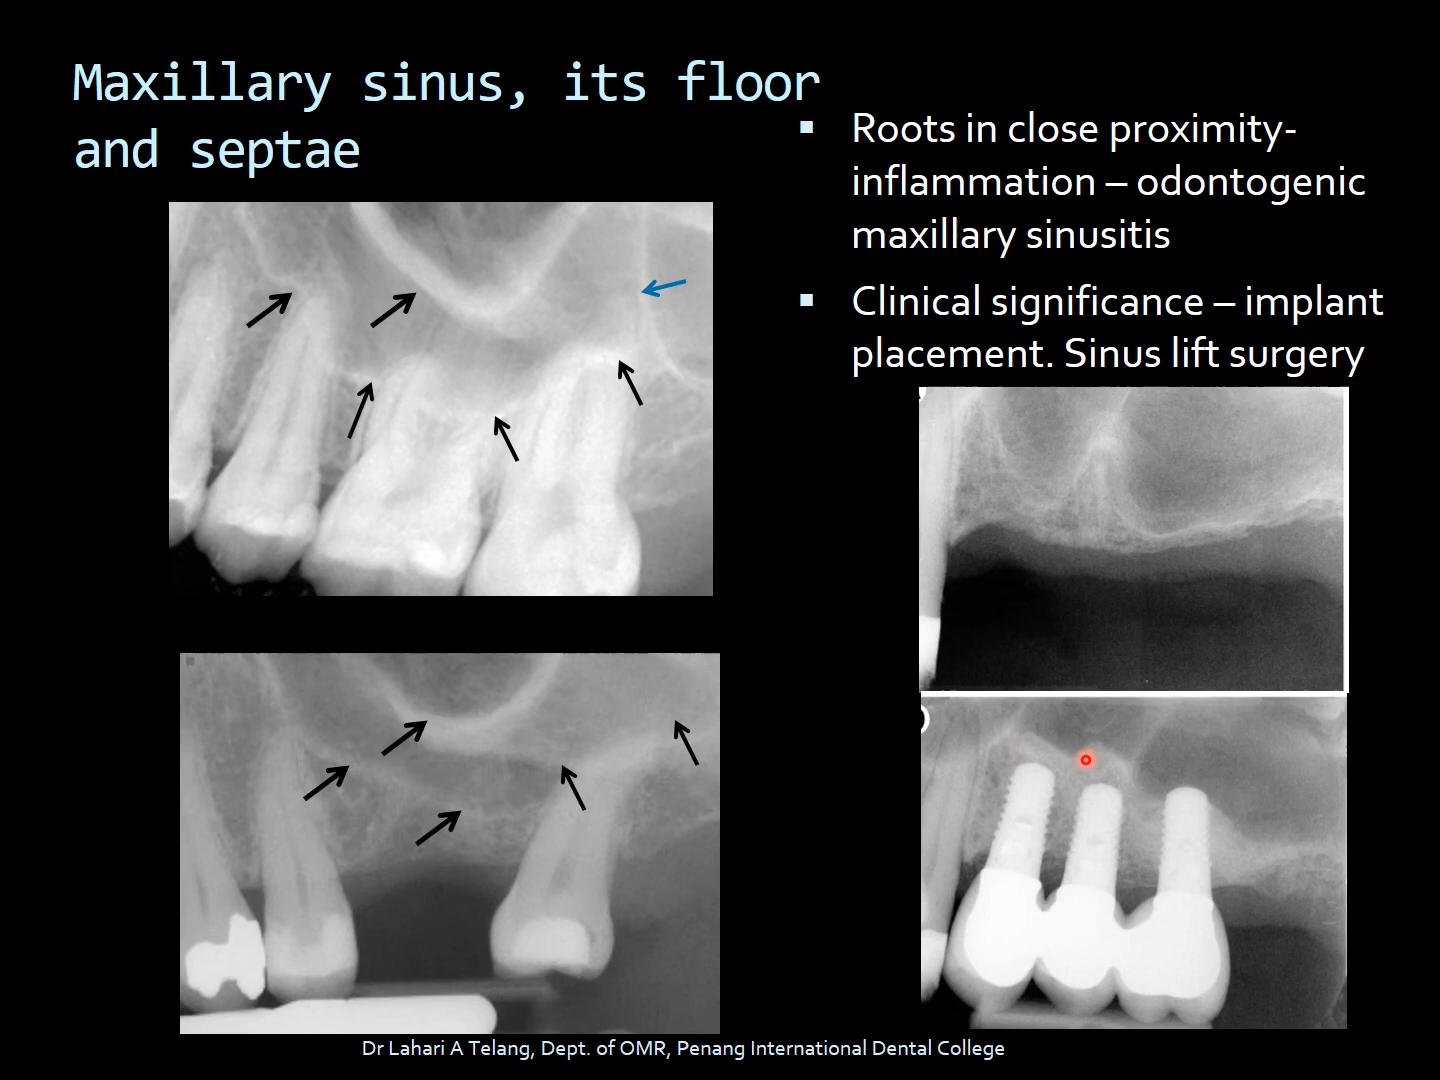 Maxillary sinus, its floor
and septae
▪ Roots in close proximity-
inflammation – odontogenic
maxillary sinusitis
▪ Clinical significance – implant
placement. Sinus lift surgery
Dr Lahari A Telang, Dept. of OMR, Penang International Dental College